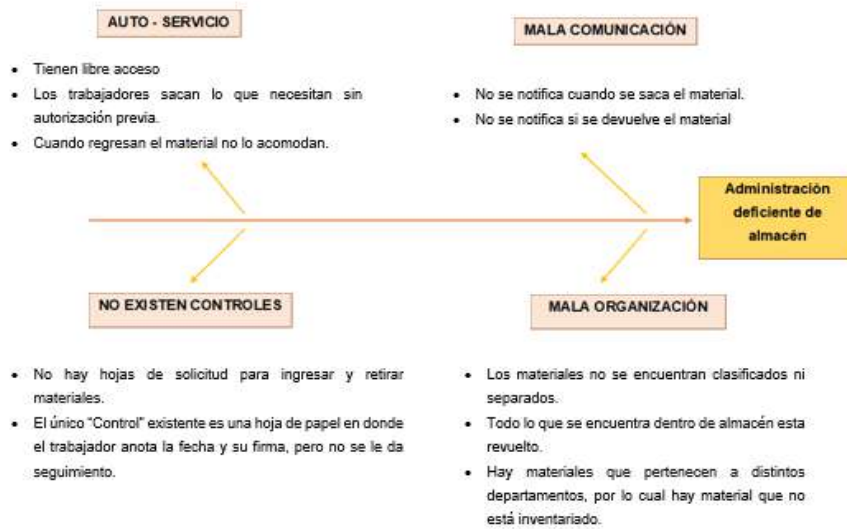 AUTO - SERVICIO
• Tienen libre acceso
• Los trabajadores sacan lo que necesitan sin
autorización previa.
• Cuando regresan el material no lo acomodan.
MALA COMUNICACIÓN
• No se notifica cuando se saca el material.
• No se notifica si se devuelve el material
Administración
deficiente de
almacén
NO EXISTEN CONTROLES
• No hay hojas de solicitud para ingresar y retirar
materiales.
• El único “Control” existente es una hoja de papel en donde
el trabajador anota la fecha y su firma, pero no se le da
seguimiento.
MALA ORGANIZACIÓN
• Los materiales no se encuentran clasificados ni
separados.
• Todo lo que se encuentra dentro de almacén esta
revuelto.
• Hay materiales que pertenecen a distintos
departamentos, por lo cual hay material que no
está inventariado.